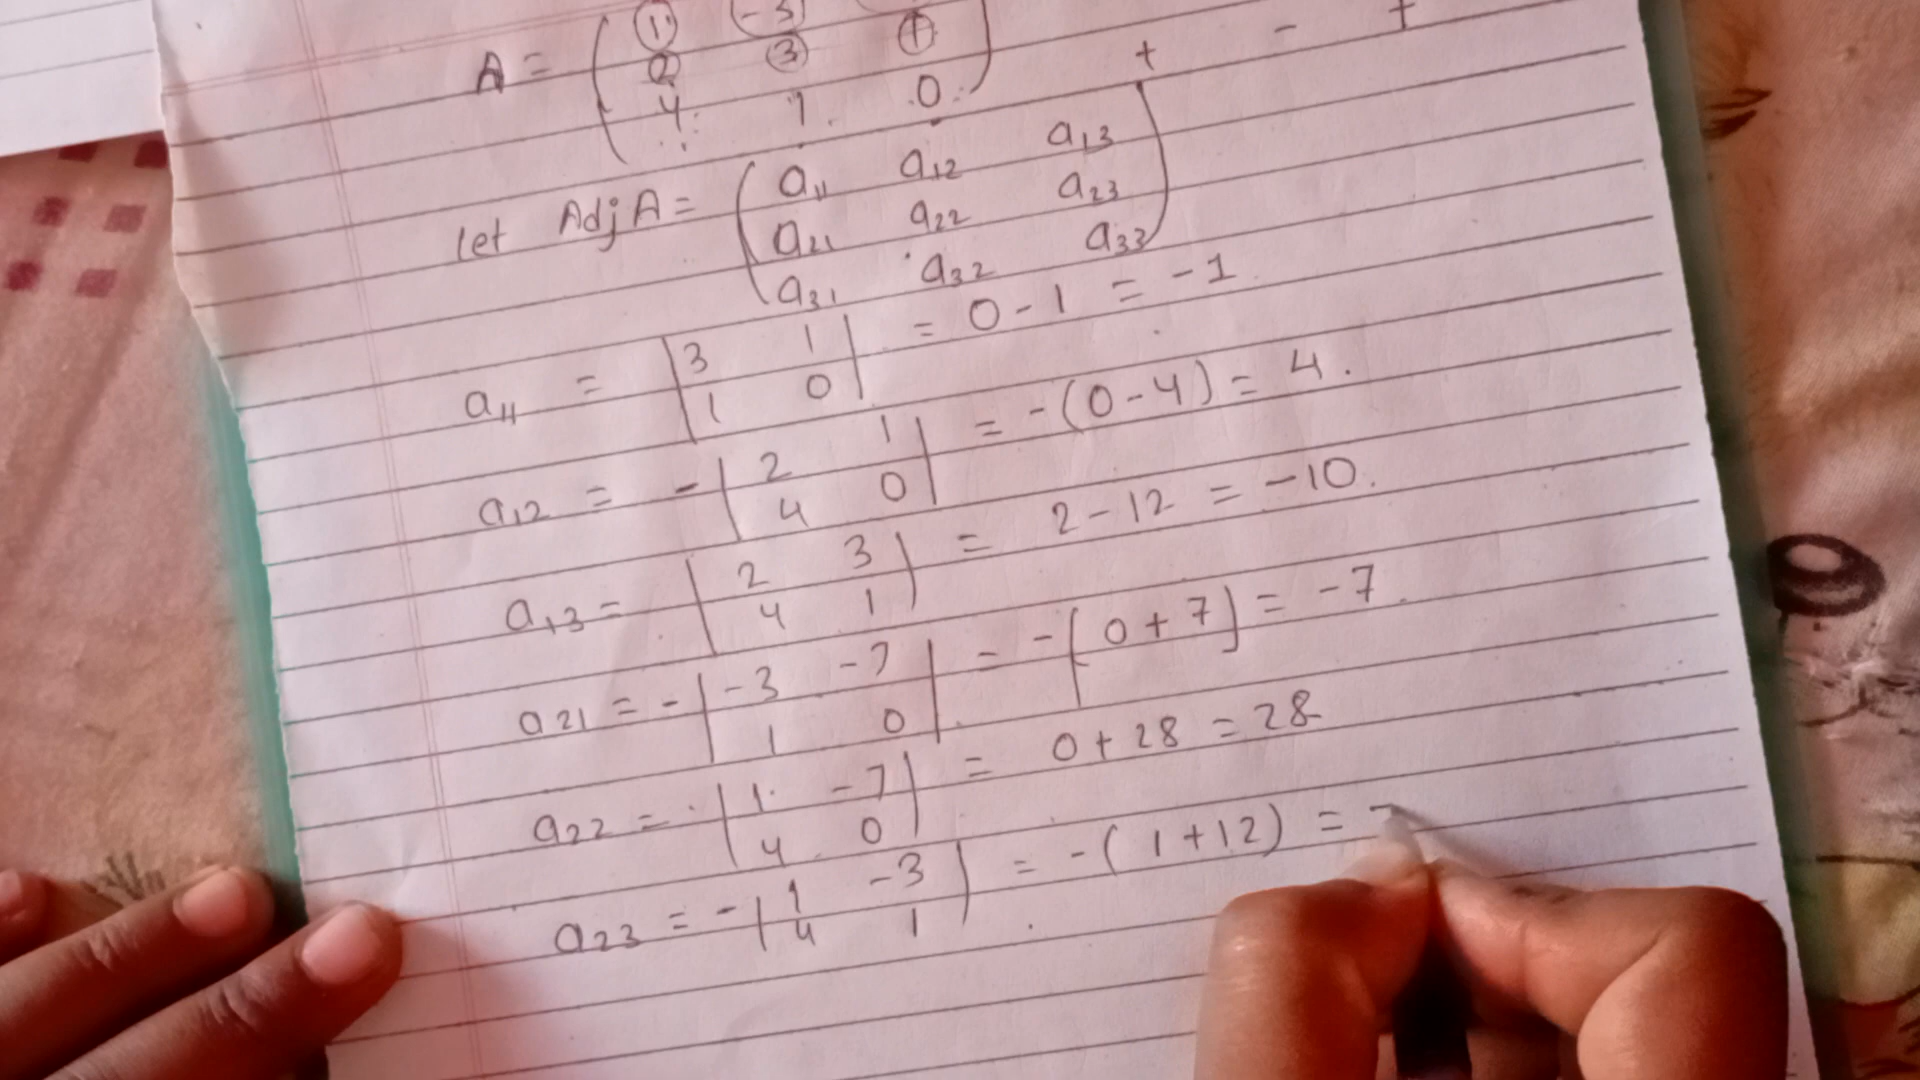 1 -3
A = ( 2 3 1
4 1 0 )
+ - +
let Adj A = ( a11 a12 a13
a21 a22 a23
a31 a32 a33 )
a11 = | 3 1 | = 0 - 1 = -1
1 0
a12 = - | 2 1 | = -(0-4) = 4.
4 0
a13 = | 2 3 | = 2 - 12 = -10.
4 1
a21 = - | -3 -7 | = -[0+7] = -7
1 0
a22 = | 1 -7 | = 0 + 28 = 28
4 0
a23 = - | 1 -3 | = -(1+12) =
4 1